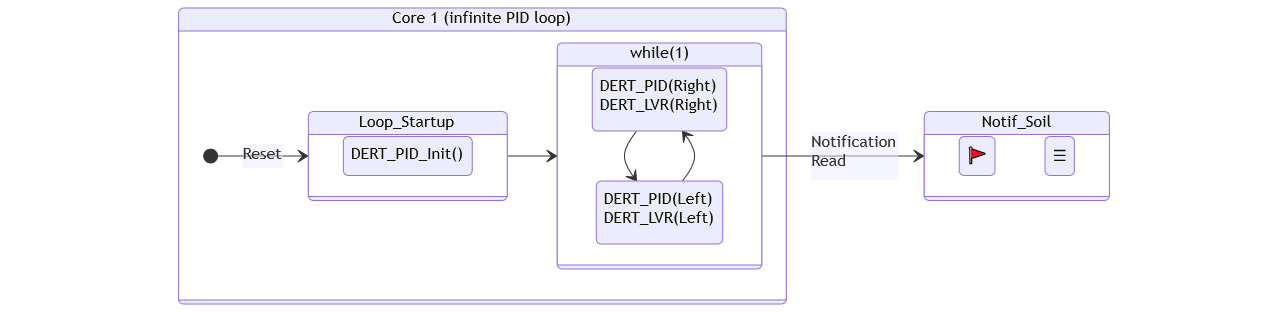 Core 1 (infinite PID loop)
while(1)
DERT_PID(Right)
DERT_LVR(Right)
Loop_Startup
DERT_PID_Init()
Reset
DERT_PID(Left)
DERT_LVR(Left)
Notification
Read
Notif_Soil
🚩 ☰